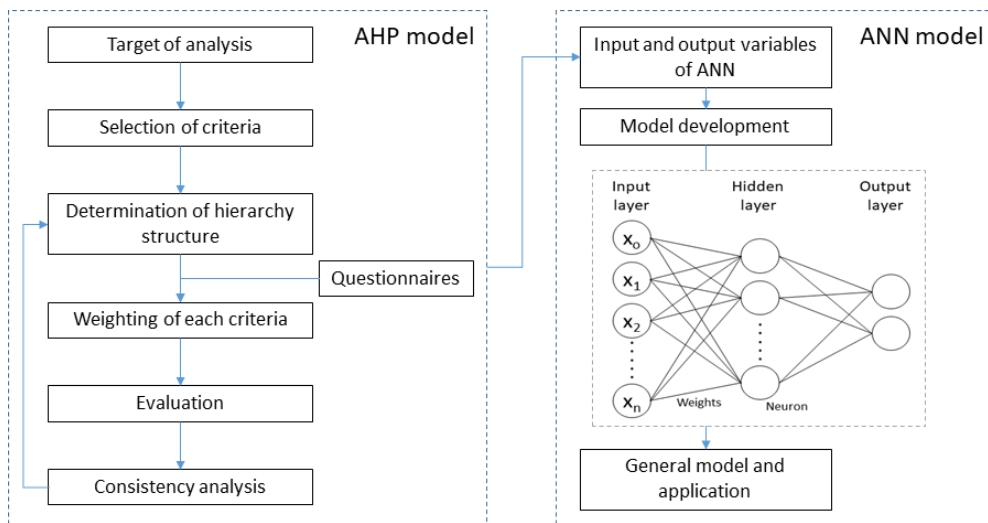 AHP model
Target of analysis
Selection of criteria
Determination of hierarchy
structure
Questionnaires
Weighting of each criteria
Evaluation
Consistency analysis
ANN model
Input and output variables
of ANN
Model development
Input
layer
Hidden
layer
Output
layer
x₀
x₁
x₂
xₙ
Weights
Neuron
General model and
application